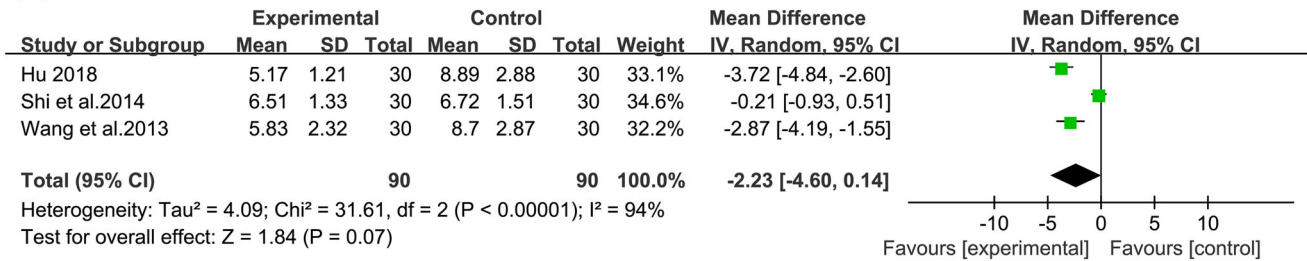 Experimental Control Mean Difference Mean Difference
Study or Subgroup Mean SD Total Mean SD Total Weight IV, Random, 95% CI IV, Random, 95% CI
Hu 2018 5.17 1.21 30 8.89 2.88 30 33.1% -3.72 [-4.84, -2.60]
Shi et al.2014 6.51 1.33 30 6.72 1.51 30 34.6% -0.21 [-0.93, 0.51]
Wang et al.2013 5.83 2.32 30 8.7 2.87 30 32.2% -2.87 [-4.19, -1.55]
Total (95% CI) 90 90 100.0% -2.23 [-4.60, 0.14]
Heterogeneity: Tau² = 4.09; Chi² = 31.61, df = 2 (P < 0.00001); I² = 94%
Test for overall effect: Z = 1.84 (P = 0.07)
-10 -5 0 5 10
Favours [experimental] Favours [control]